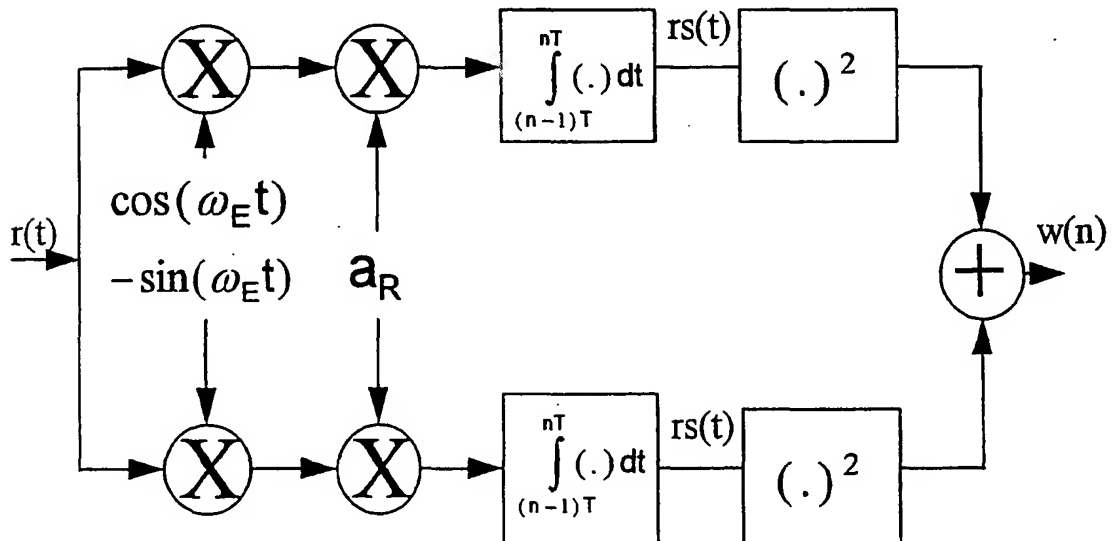 rs(t)
X
X
nT
∫(.) dt
(n-1)T
(.)²
cos(ω_E t)
r(t)
-sin(ω_E t)
a_R
w(n)
+
rs(t)
X
X
nT
∫(.) dt
(n-1)T
(.)²